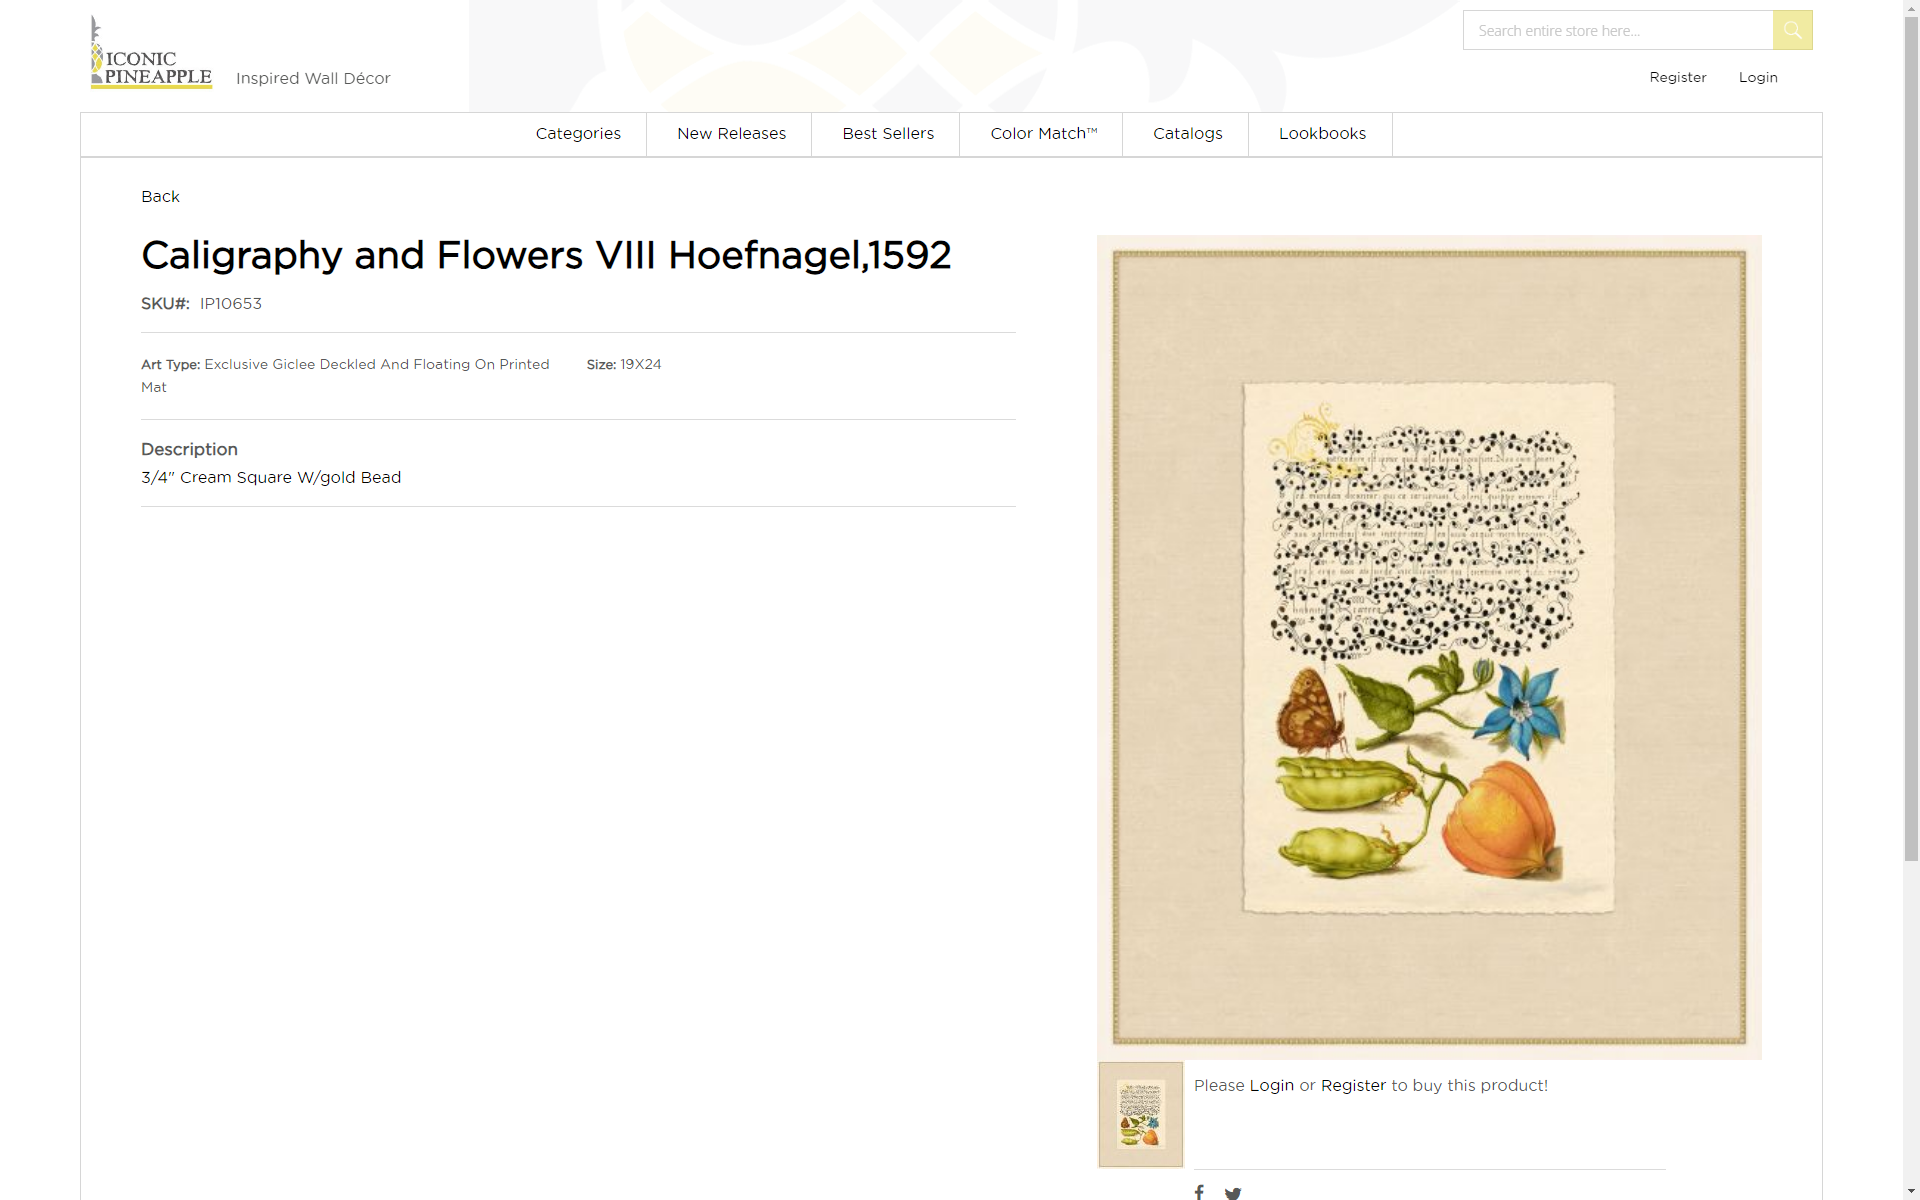 ICONIC
PINEAPPLE
Inspired Wall Décor
Search entire store here...
Register
Login
Categories
New Releases
Best Sellers
Color Match™
Catalogs
Lookbooks
Back
Caligraphy and Flowers VIII Hoefnagel,1592
SKU#: IP10653
Art Type: Exclusive Giclee Deckled And Floating On Printed
Mat
Size: 19X24
Description
3/4" Cream Square W/gold Bead
Please Login or Register to buy this product!